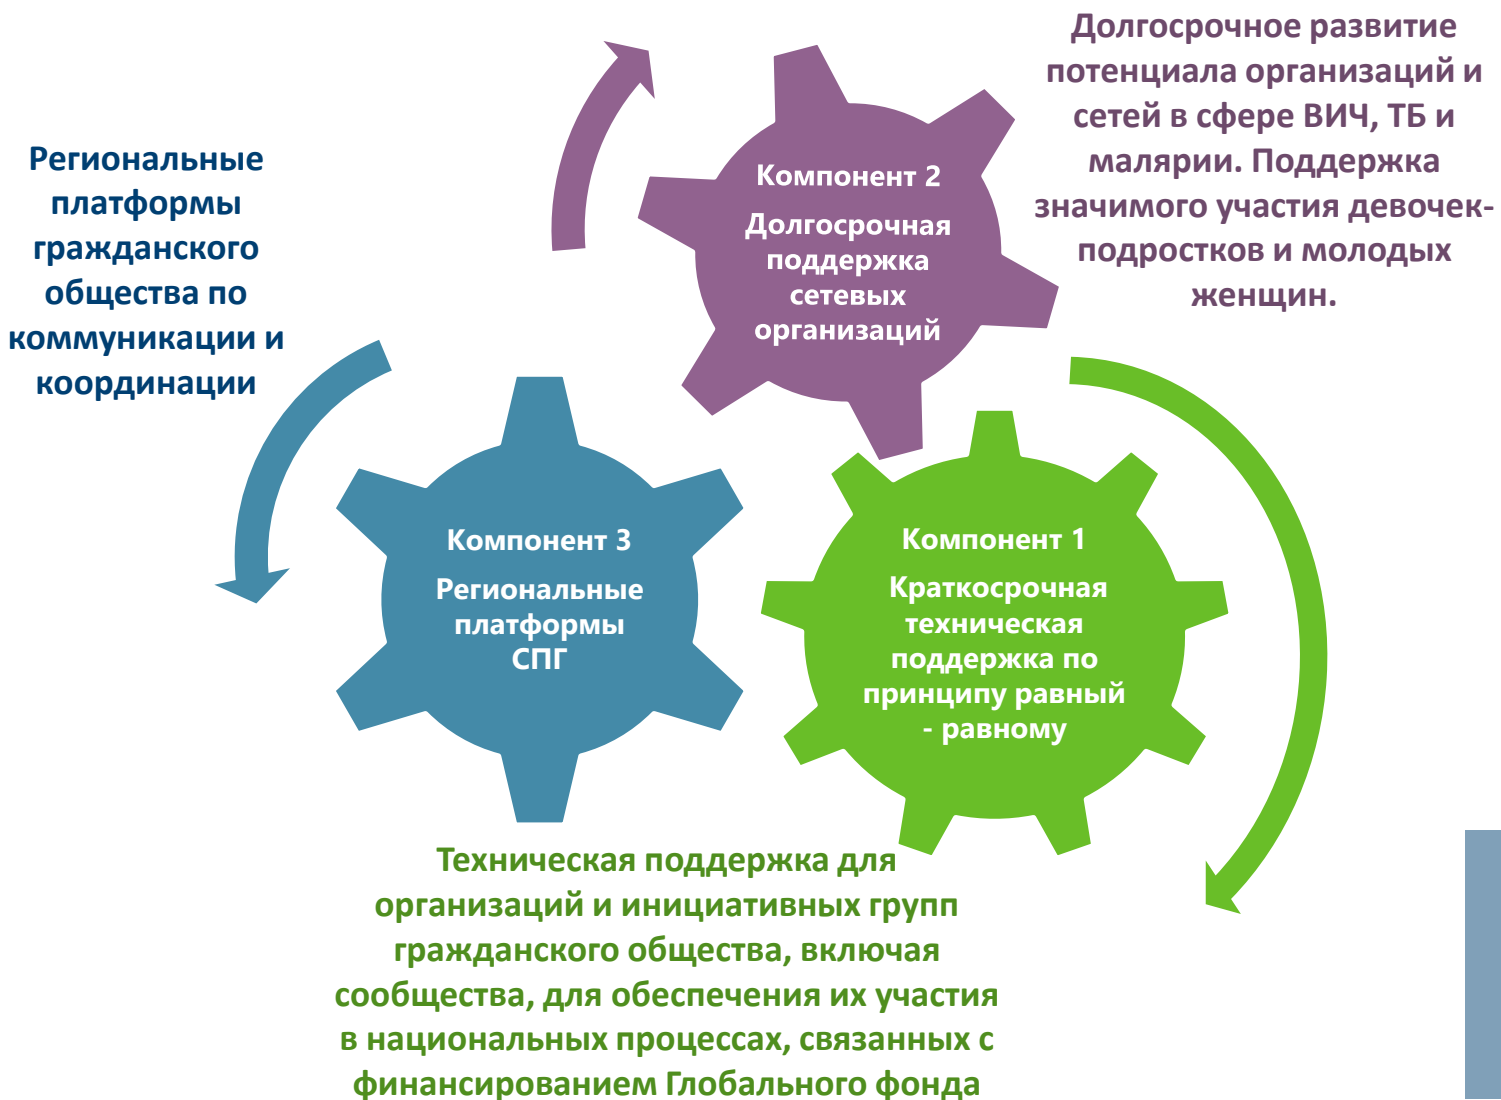 Долгосрочное развитие
потенциала организаций и
сетей в сфере ВИЧ, ТБ и
малярии. Поддержка
значимого участия девочек-
подростков и молодых
женщин.
Региональные
платформы
гражданского
общества по
коммуникации и
координации
Компонент 2
Долгосрочная
поддержка
сетевых
организаций
Компонент 3
Региональные
платформы
СПГ
Компонент 1
Краткосрочная
техническая
поддержка по
принципу равный
- равному
Техническая поддержка для
организаций и инициативных групп
гражданского общества, включая
сообщества, для обеспечения их участия
в национальных процессах, связанных с
финансированием Глобального фонда